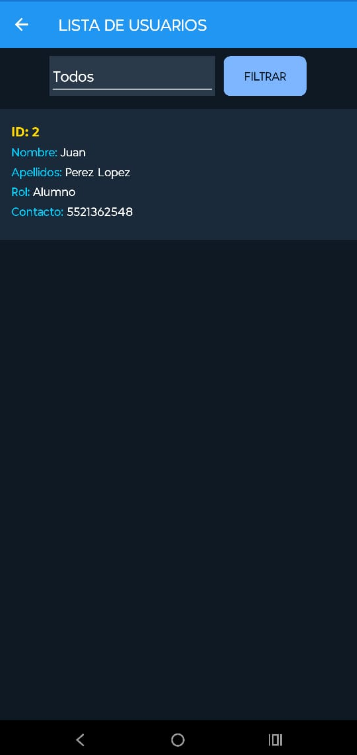 LISTA DE USUARIOS
Todos
FILTRAR
ID: 2
Nombre: Juan
Apellidos: Perez Lopez
Rol: Alumno
Contacto: 5521362548